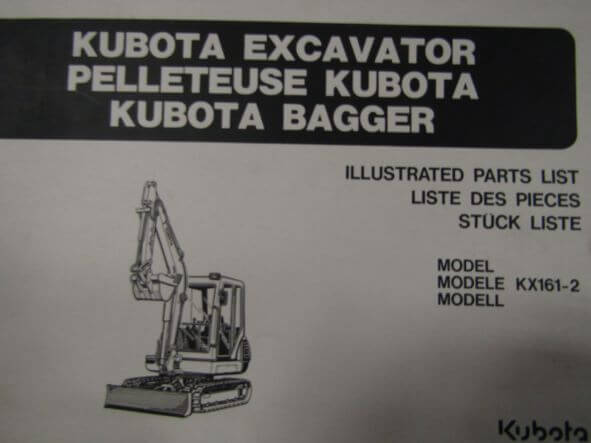 KUBOTA EXCAVATOR
PELLETEUSE KUBOTA
KUBOTA BAGGER
ILLUSTRATED PARTS LIST
LISTE DES PIECES
STÜCK LISTE
MODEL
MODELE KX161-2
MODELL
Kubota